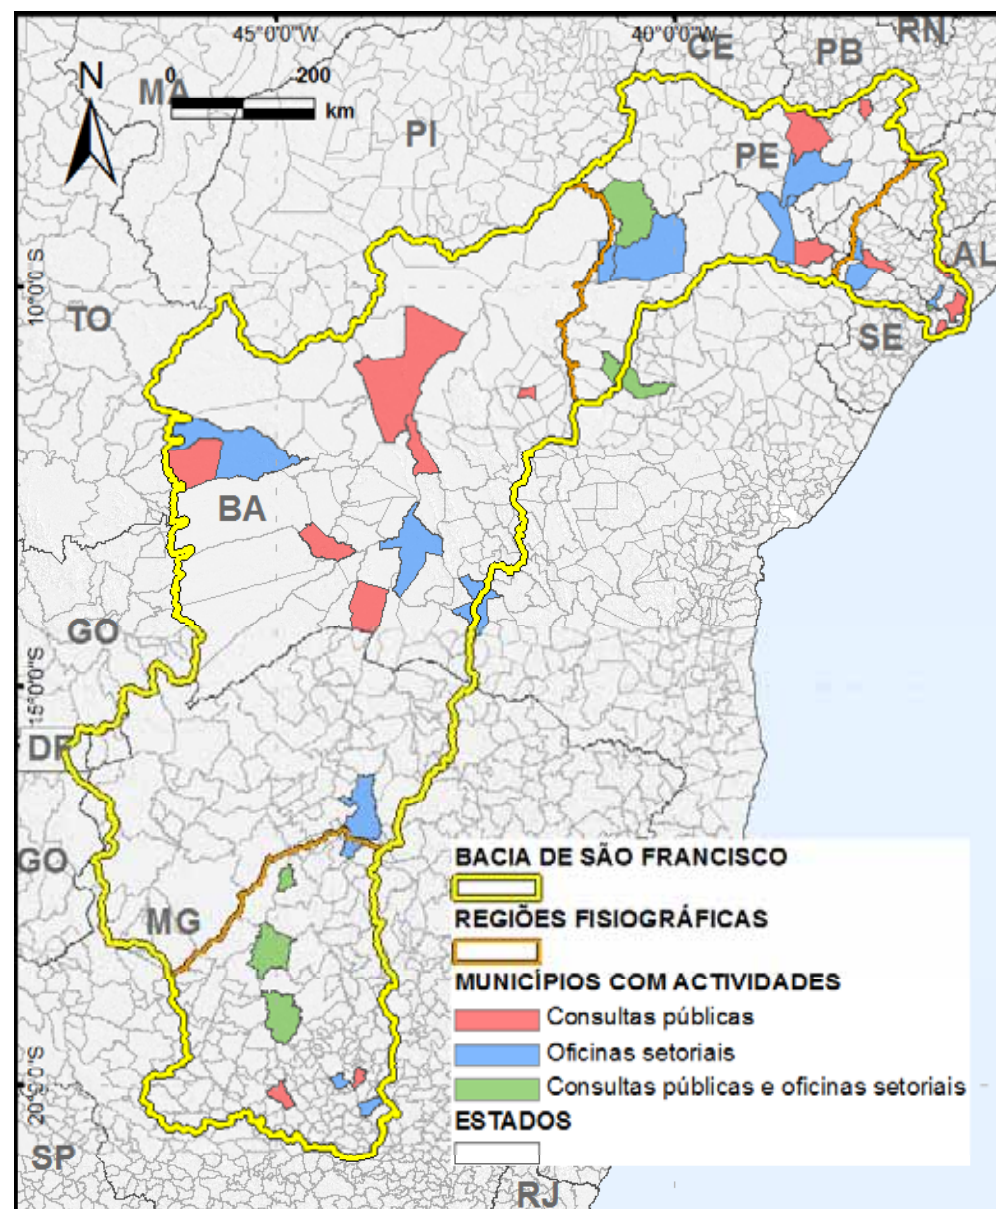 45°0'0"W
40°0'0"W
RN
CE
PB
N
0
200
km
MA
PI
PE
10°0'0"S
AL
TO
SE
BA
GO
15°0'0"S
DF
GO
MG
BACIA DE SÃO FRANCISCO
REGIÕES FISIOGRÁFICAS
MUNICÍPIOS COM ACTIVIDADES
Consultas públicas
Oficinas setoriais
Consultas públicas e oficinas setoriais
ESTADOS
20°0'0"S
SP
RJ